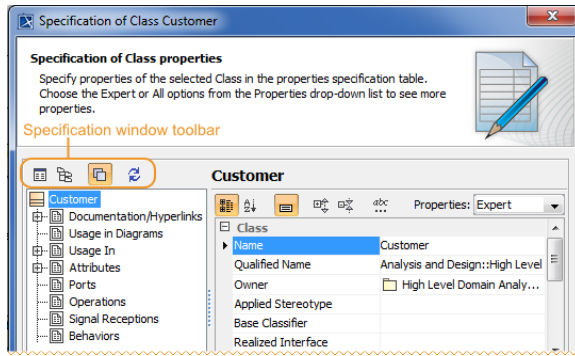 Specification of Class Customer
Specification of Class properties
Specify properties of the selected Class in the properties specification table.
Choose the Expert or All options from the Properties drop-down list to see more
properties.
Specification window toolbar
Customer
Customer
Documentation/Hyperlinks
Usage in Diagrams
Usage In
Attributes
Ports
Operations
Signal Receptions
Behaviors
abc Properties: Expert
Class
Name Customer
Qualified Name Analysis and Design::High Level
Owner High Level Domain Analy...
Applied Stereotype
Base Classifier
Realized Interface